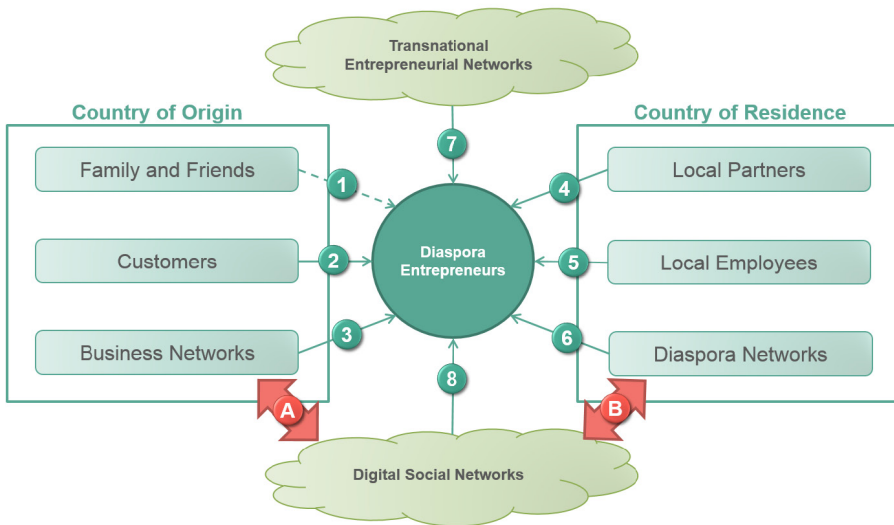 Transnational
Entrepreneurial Networks
Country of Origin
Country of Residence
Family and Friends
1
7
4
Local Partners
Customers
2
Diaspora
Entrepreneurs
5
Local Employees
Business Networks
3
6
Diaspora Networks
8
A
B
Digital Social Networks